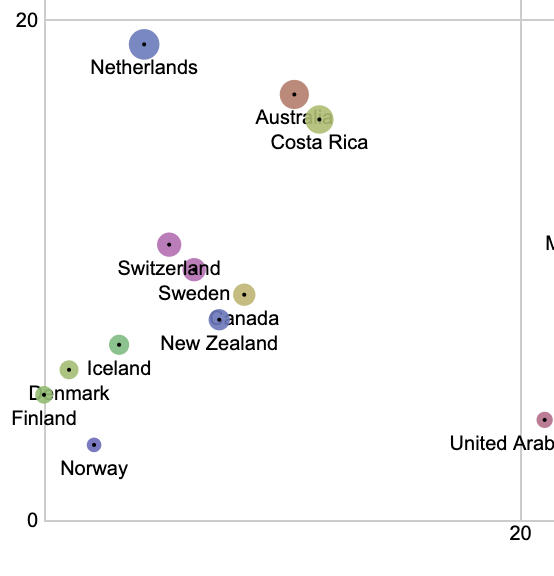 20
Netherlands
Australia
Costa Rica
M
Switzerland
Sweden
Canada
New Zealand
Iceland
Denmark
Finland
United Arab
Norway
0
20